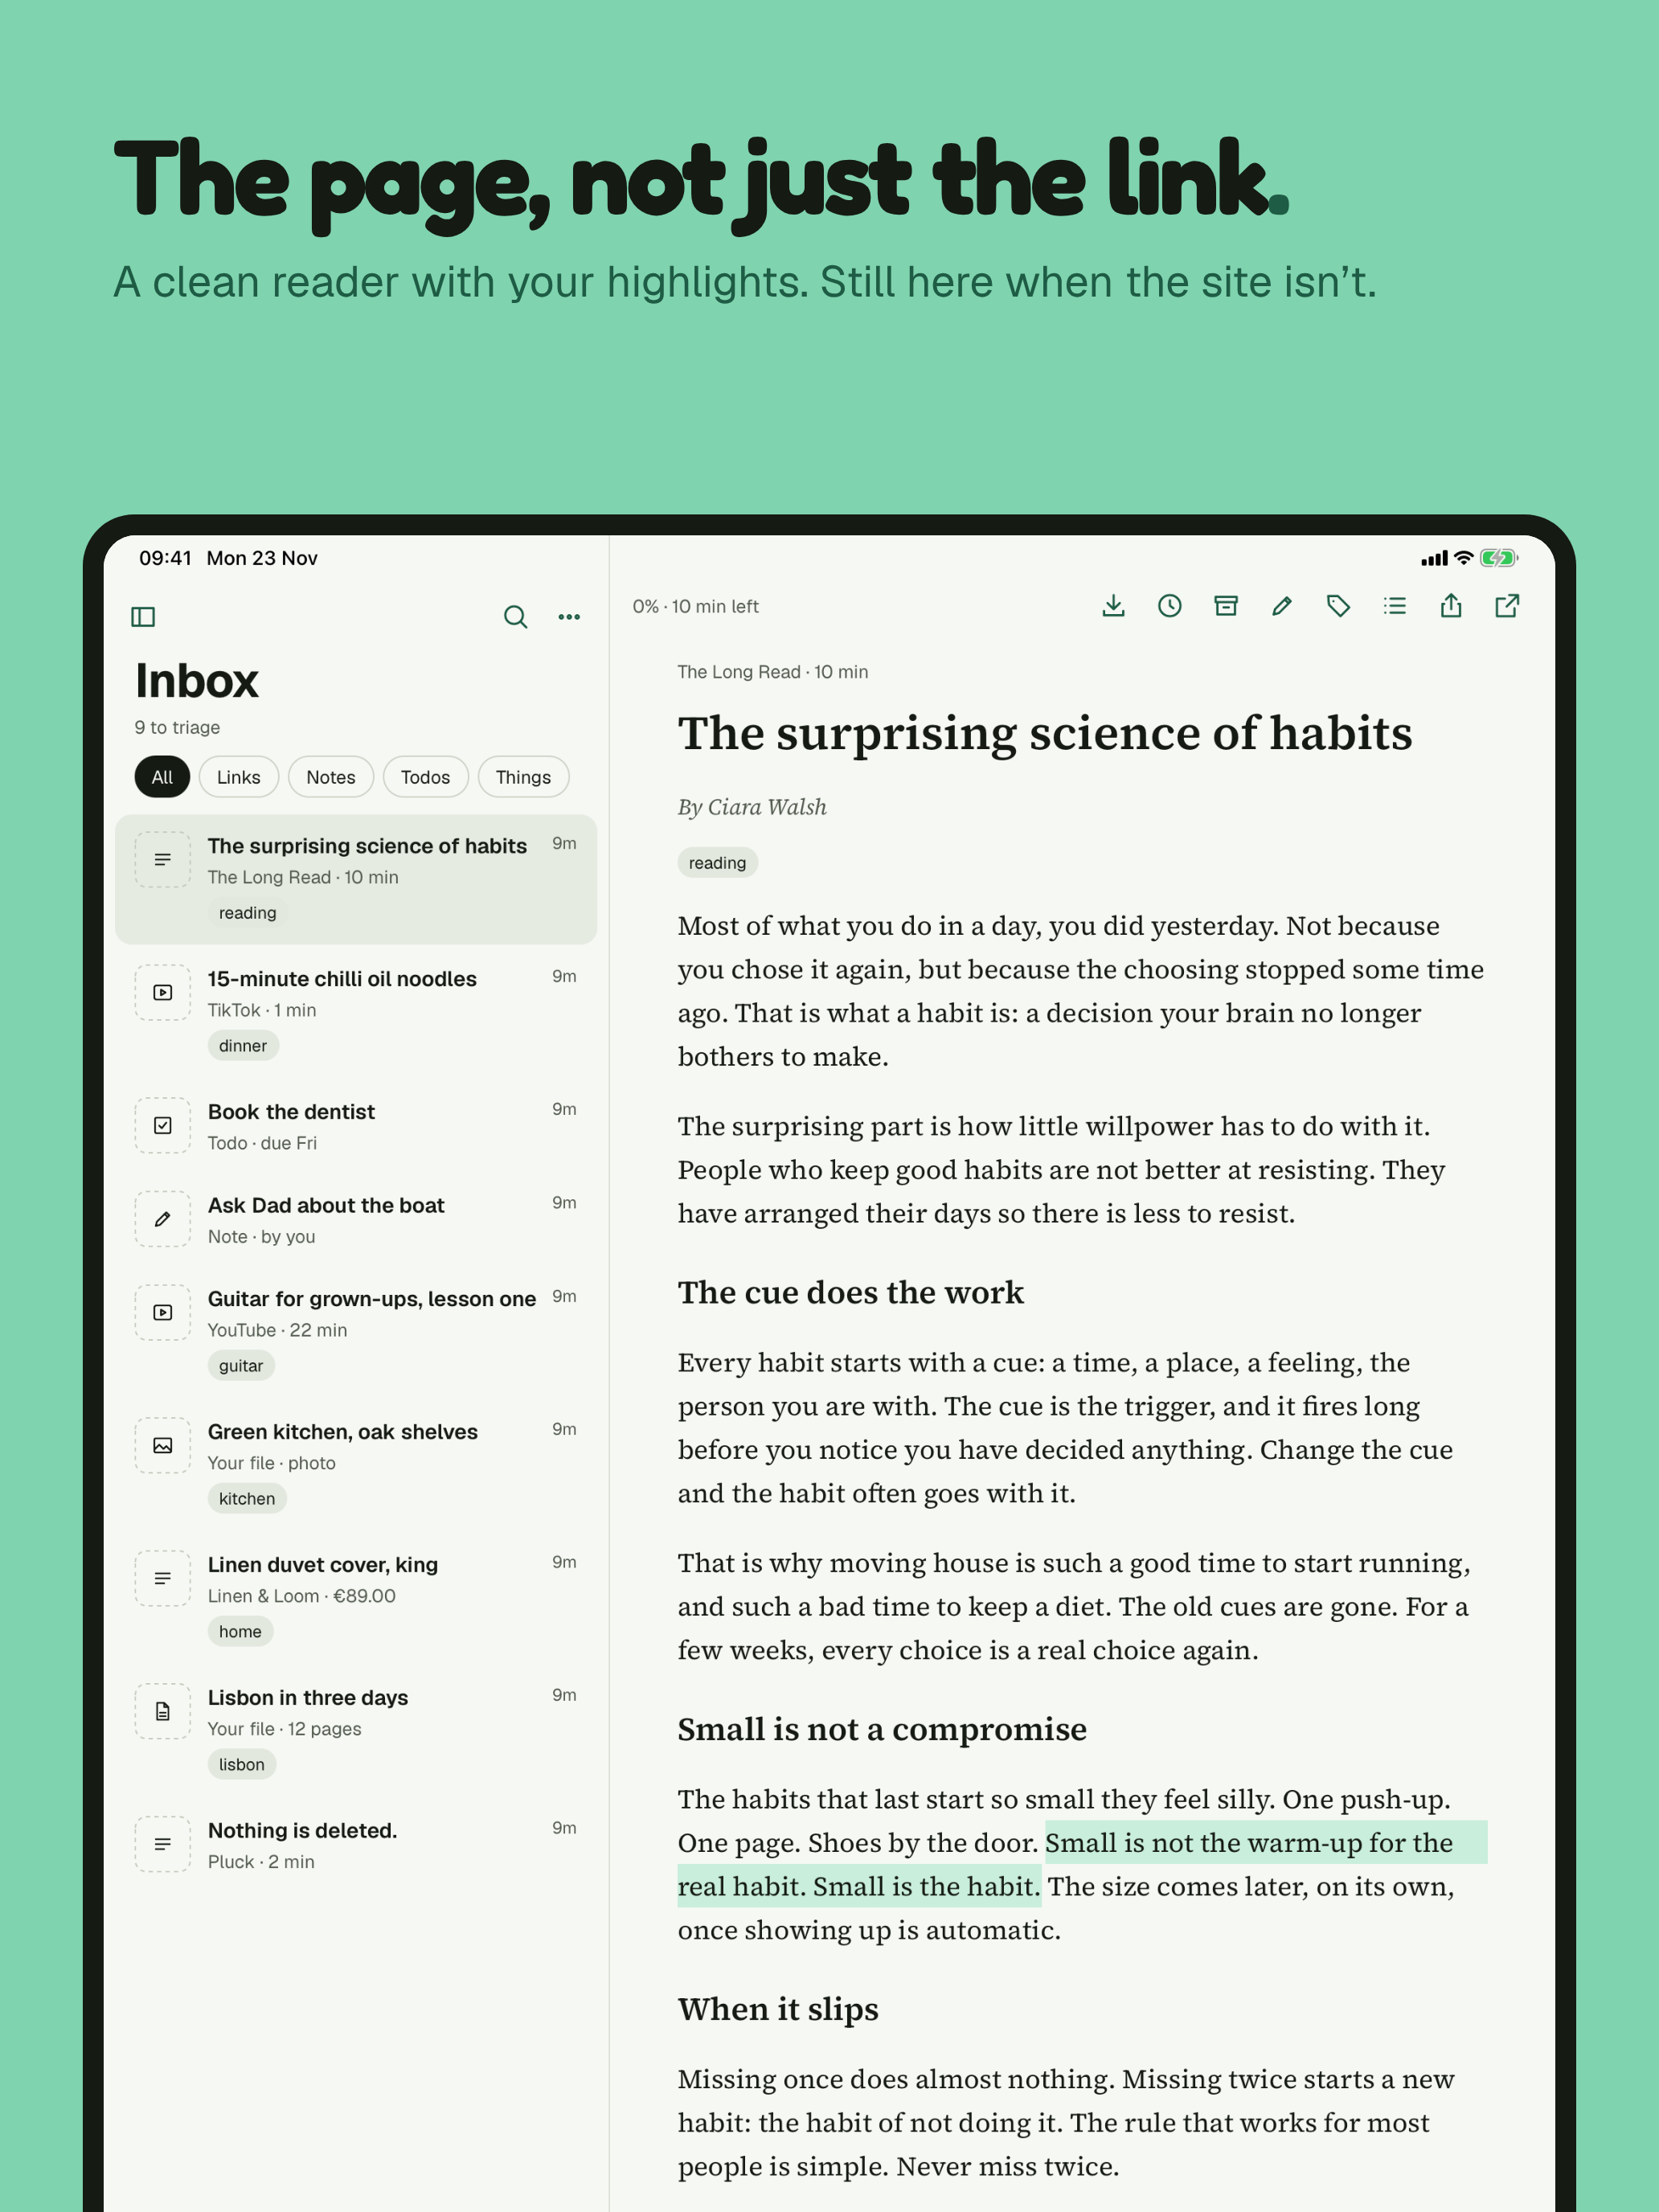 The page, not just the link.
A clean reader with your highlights. Still here when the site isn’t.
09:41 Mon 23 Nov
Inbox
9 to triage
All Links Notes Todos Things
The surprising science of habits 9m
The Long Read · 10 min
reading
15-minute chilli oil noodles 9m
TikTok · 1 min
dinner
Book the dentist 9m
Todo · due Fri
Ask Dad about the boat 9m
Note · by you
Guitar for grown-ups, lesson one 9m
YouTube · 22 min
guitar
Green kitchen, oak shelves 9m
Your file · photo
kitchen
Linen duvet cover, king 9m
Linen & Loom · €89.00
home
Lisbon in three days 9m
Your file · 12 pages
lisbon
Nothing is deleted. 9m
Pluck · 2 min
0% · 10 min left
The Long Read · 10 min
The surprising science of habits
By Ciara Walsh
reading
Most of what you do in a day, you did yesterday. Not because
you chose it again, but because the choosing stopped some time
ago. That is what a habit is: a decision your brain no longer
bothers to make.
The surprising part is how little willpower has to do with it.
People who keep good habits are not better at resisting. They
have arranged their days so there is less to resist.
The cue does the work
Every habit starts with a cue: a time, a place, a feeling, the
person you are with. The cue is the trigger, and it fires long
before you notice you have decided anything. Change the cue
and the habit often goes with it.
That is why moving house is such a good time to start running,
and such a bad time to keep a diet. The old cues are gone. For a
few weeks, every choice is a real choice again.
Small is not a compromise
The habits that last start so small they feel silly. One push-up.
One page. Shoes by the door. Small is not the warm-up for the
real habit. Small is the habit. The size comes later, on its own,
once showing up is automatic.
When it slips
Missing once does almost nothing. Missing twice starts a new
habit: the habit of not doing it. The rule that works for most
people is simple. Never miss twice.